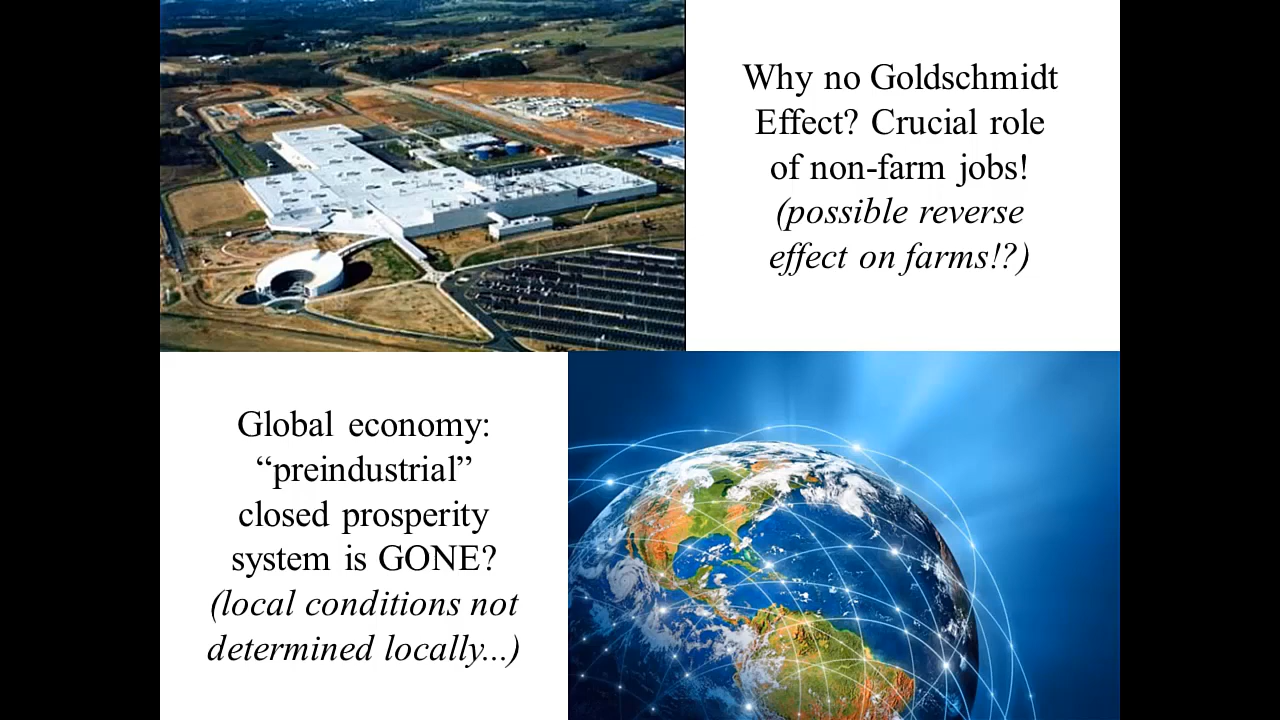 Why no Goldschmidt
Effect? Crucial role
of non-farm jobs!
(possible reverse
effect on farms!?)
Global economy:
“preindustrial”
closed prosperity
system is GONE?
(local conditions not
determined locally...)